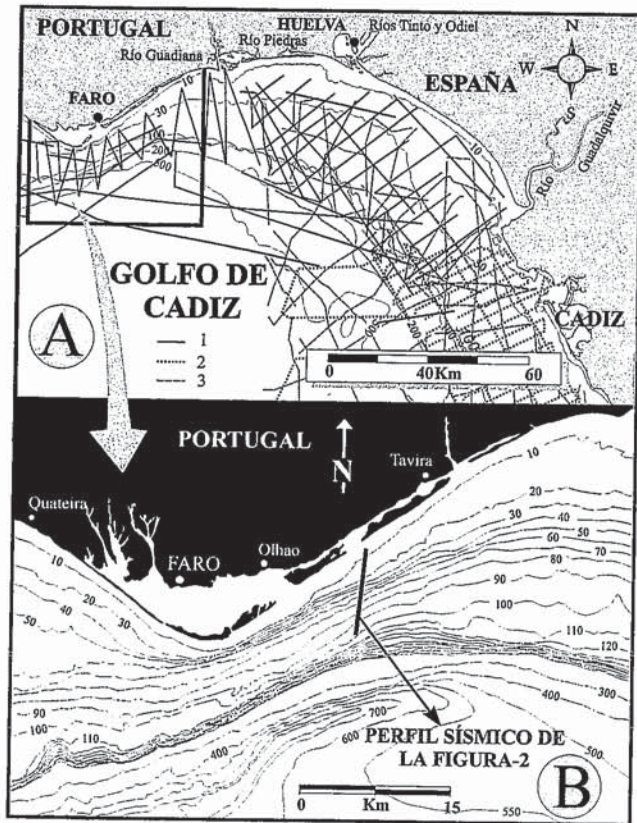 PORTUGAL
HUELVA
Ríos Tinto y Odiel
Río Piedras
Río Guadiana
N
W
E
S
ESPAÑA
FARO
10
30
100
200
500
10
Río Guadalquivir
GOLFO DE
CADIZ
CADIZ
A
1
2
3
0 40Km 60
PORTUGAL
N
Tavira
Quateira
FARO
Olhao
10
20
30
40
50
60
70
80
90
100
110
120
300
400
500
550
10
20
30
40
50
90
100
110
400
600
700
PERFIL SÍSMICO DE
LA FIGURA-2
B
0 Km 15